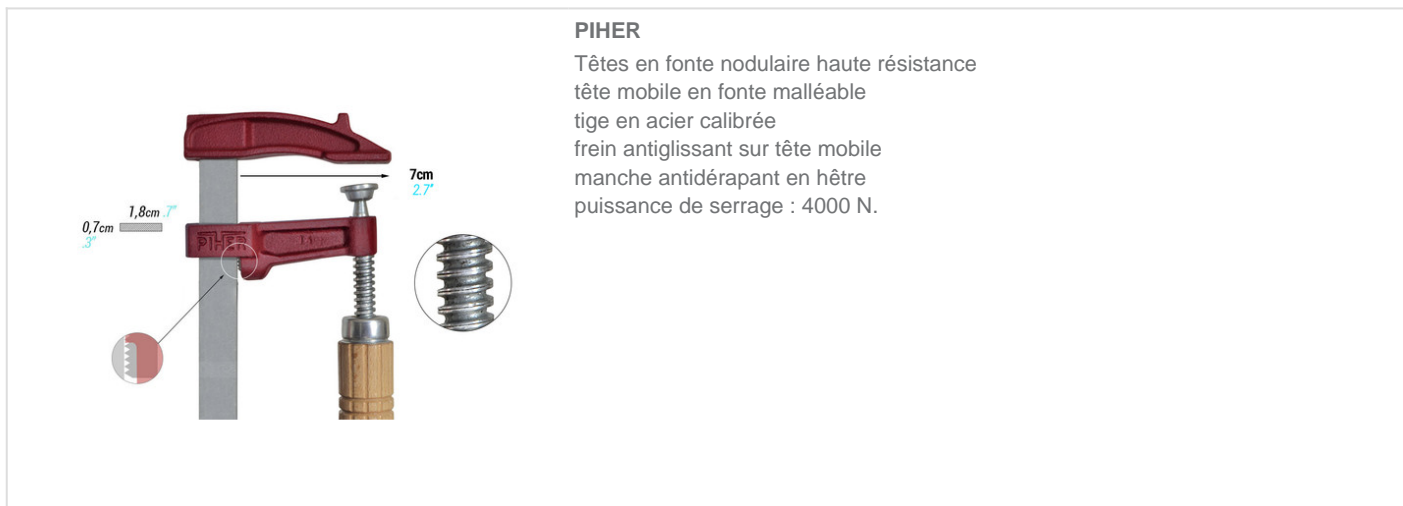 PIHER
Têtes en fonte nodulaire haute résistance
tête mobile en fonte malléable
tige en acier calibrée
frein antiglissant sur tête mobile
manche antidérapant en hêtre
puissance de serrage : 4000 N.
7cm
2.7"
1,8cm .7"
0,7cm
.3"
PIHER